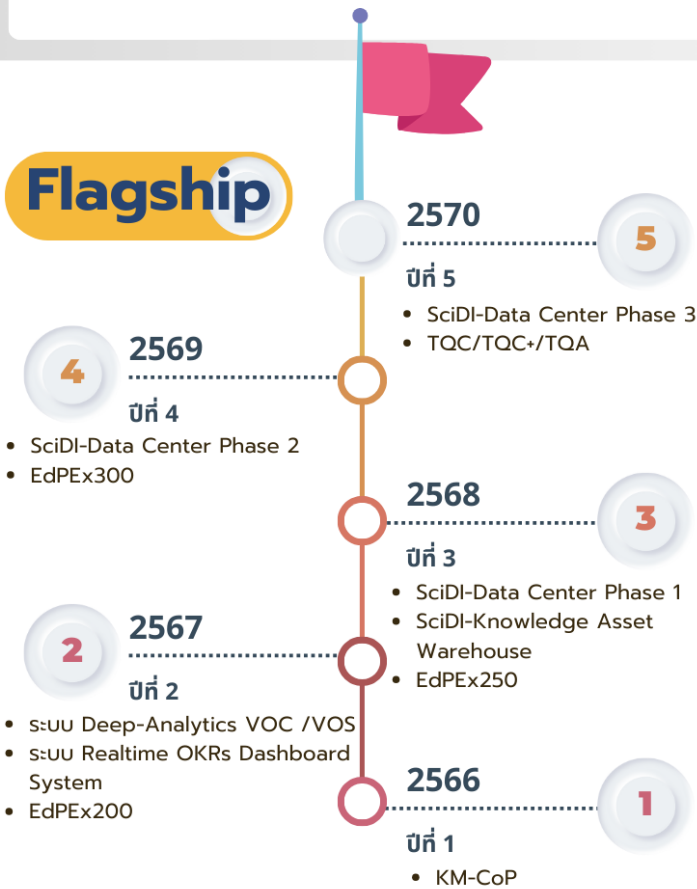 Flagship
2570
5
ปีที่ 5
• SciDI-Data Center Phase 3
• TQC/TQC+/TQA
2569
4
ปีที่ 4
• SciDI-Data Center Phase 2
• EdPEx300
2568
3
ปีที่ 3
• SciDI-Data Center Phase 1
• SciDI-Knowledge Asset
Warehouse
• EdPEx250
2567
2
ปีที่ 2
• ระบบ Deep-Analytics VOC /VOS
• ระบบ Realtime OKRs Dashboard
System
• EdPEx200
2566
1
ปีที่ 1
• KM-CoP